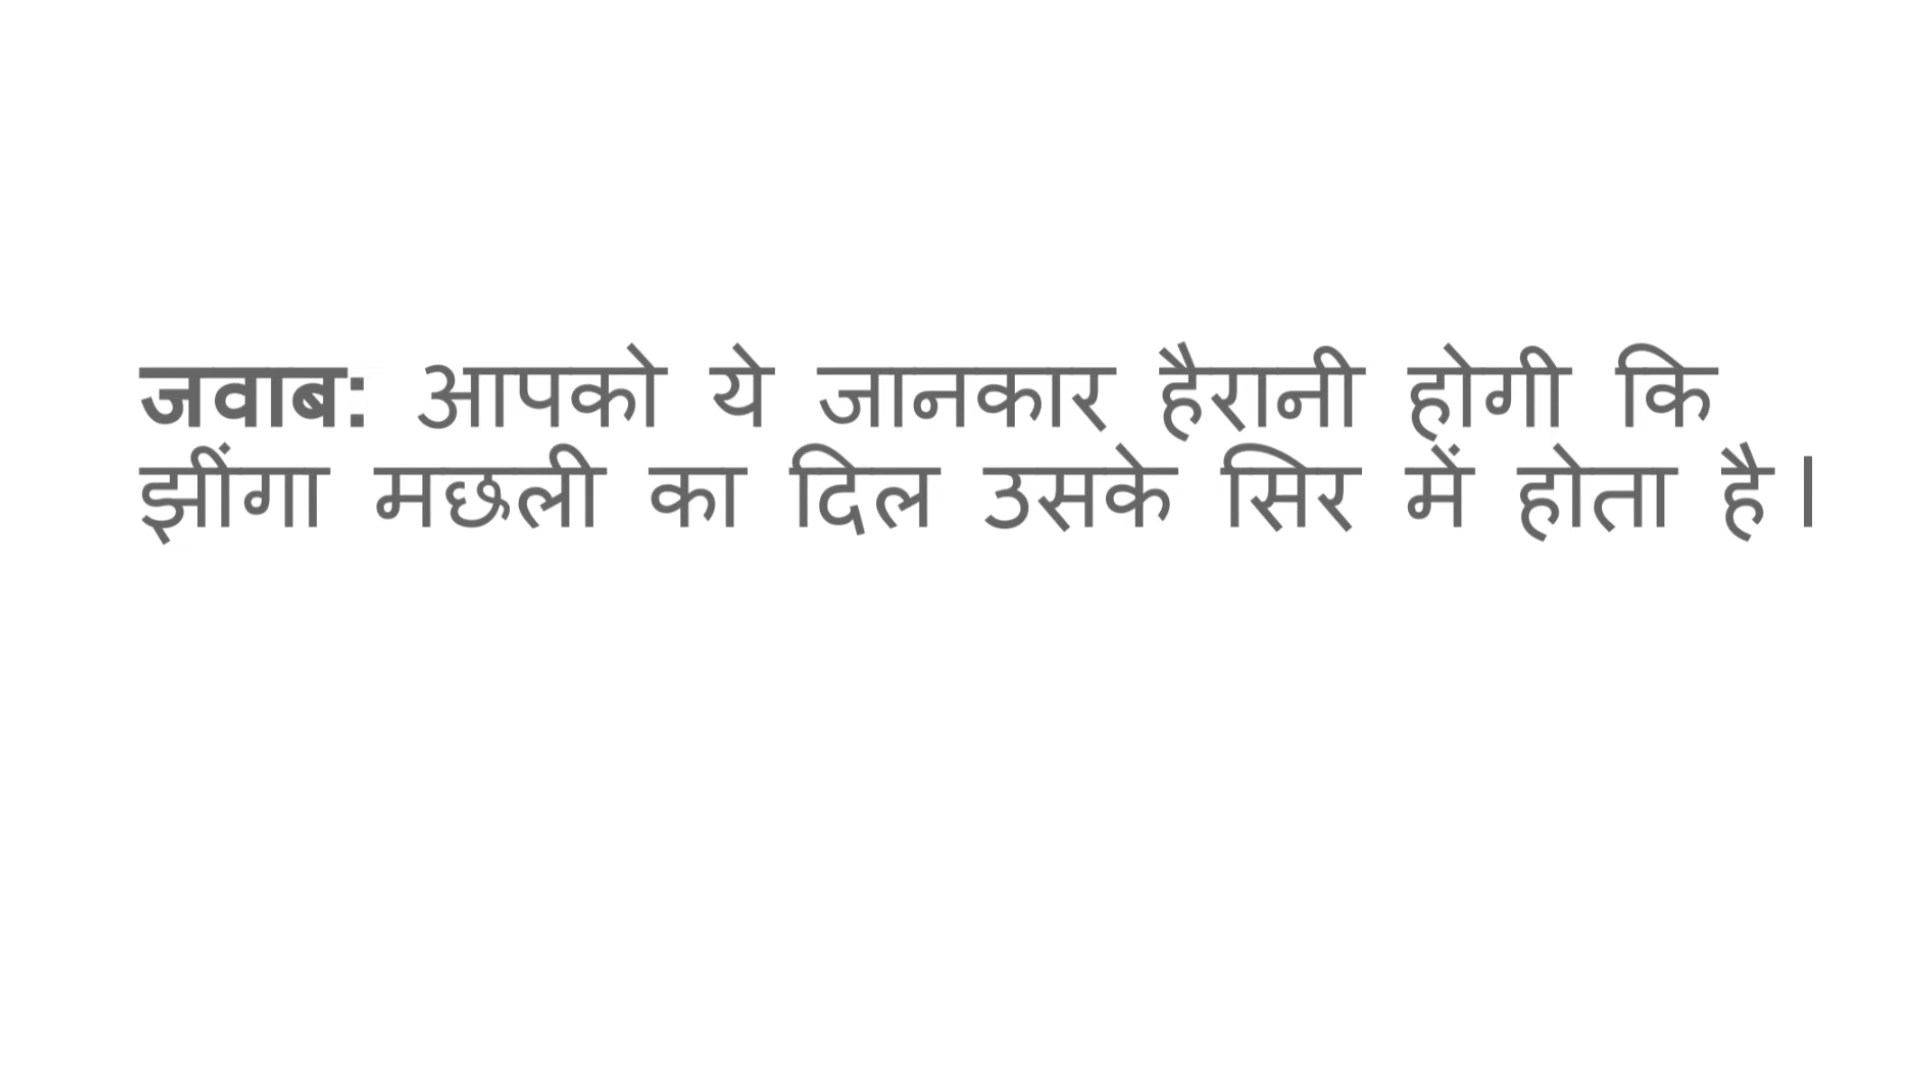 जवाब: आपको ये जानकार हैरानी होगी कि
झींगा मछली का दिल उसके सिर में होता है।